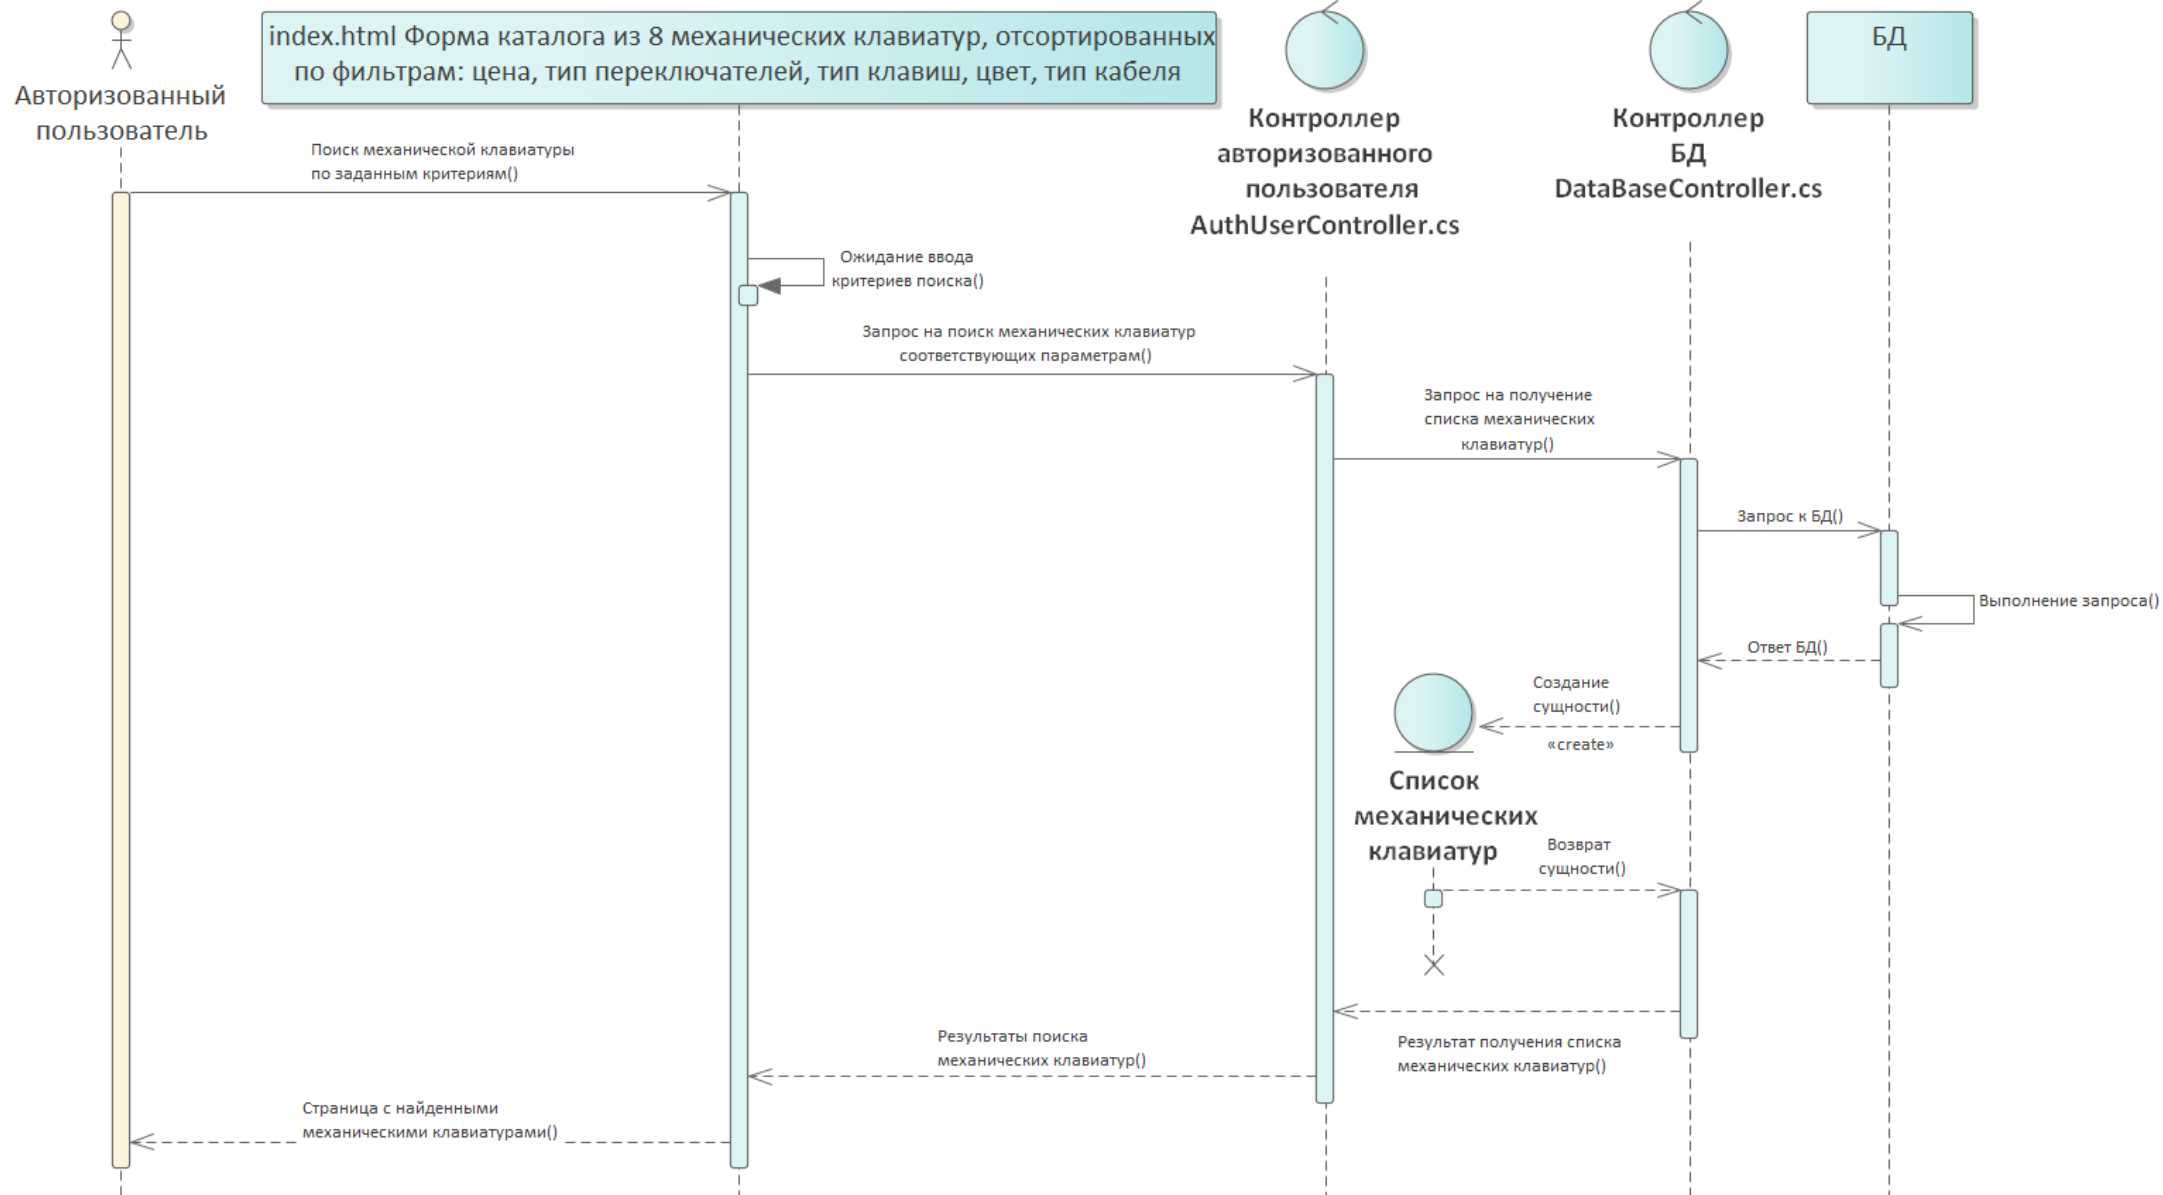 Авторизованный
пользователь
index.html Форма каталога из 8 механических клавиатур, отсортированных
по фильтрам: цена, тип переключателей, тип клавиш, цвет, тип кабеля
Контроллер
авторизованного
пользователя
AuthUserController.cs
Контроллер
БД
DataBaseController.cs
БД
Поиск механической клавиатуры
по заданным критериям()
Ожидание ввода
критериев поиска()
Запрос на поиск механических клавиатур
соответствующих параметрам()
Запрос на получение
списка механических
клавиатур()
Запрос к БД()
Выполнение запроса()
Ответ БД()
Создание
сущности()
«create»
Список
механических
клавиатур
Возврат
сущности()
Результат получения списка
механических клавиатур()
Результаты поиска
механических клавиатур()
Страница с найденными
механическими клавиатурами()